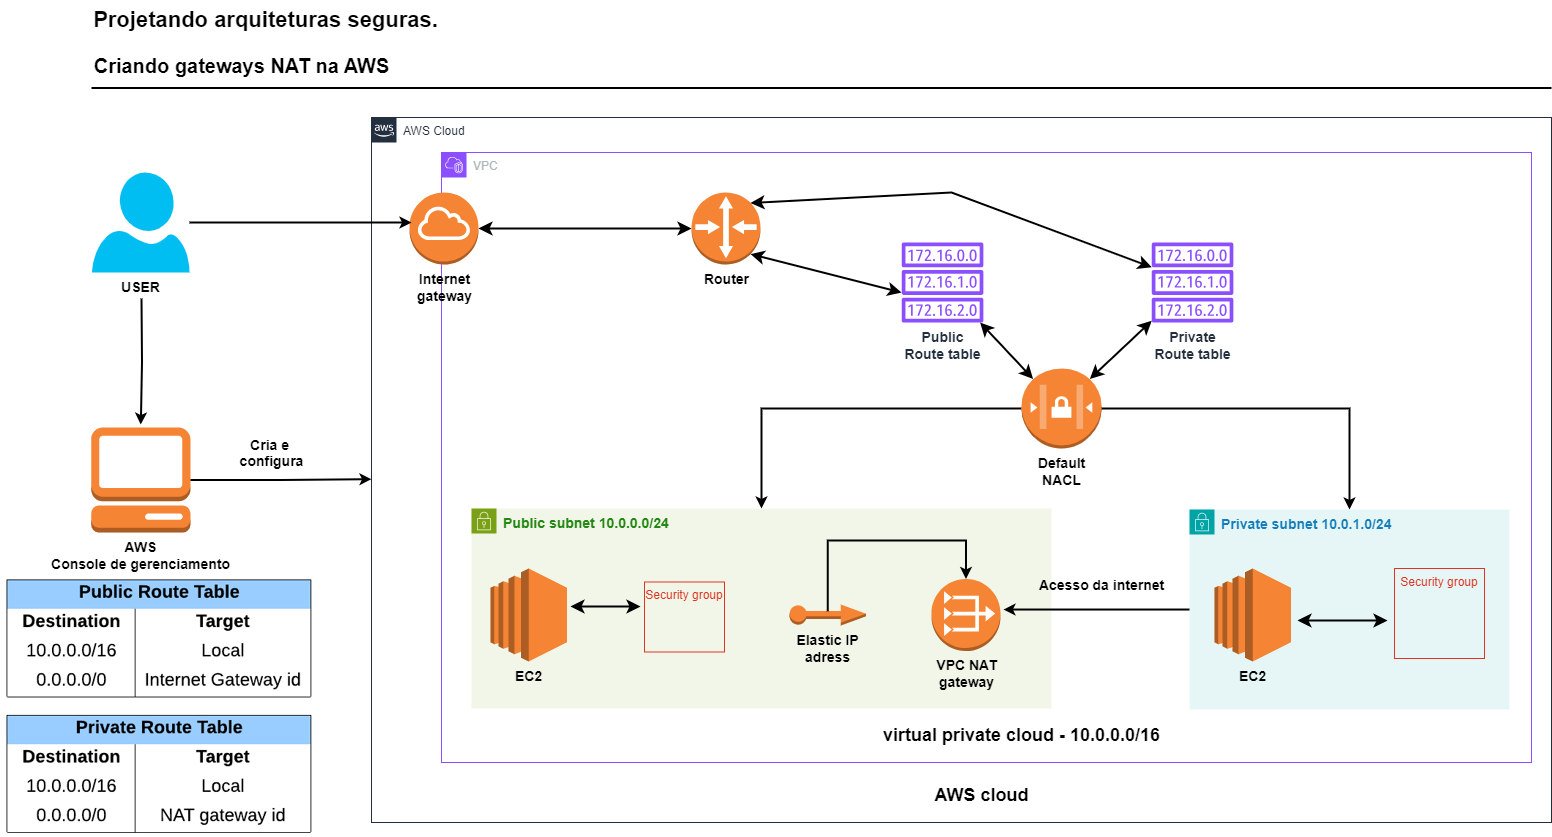 Projetando arquiteturas seguras.
Criando gateways NAT na AWS
aws
AWS Cloud
VPC
USER
Internet
gateway
Router
172.16.0.0
172.16.1.0
172.16.2.0
Public
Route table
172.16.0.0
172.16.1.0
172.16.2.0
Private
Route table
Default
NACL
Cria e
configura
AWS
Console de gerenciamento
Public subnet 10.0.0.0/24
EC2
Security group
Elastic IP
adress
VPC NAT
gateway
Acesso da internet
Private subnet 10.0.1.0/24
EC2
Security group
virtual private cloud - 10.0.0.0/16
AWS cloud
Public Route Table
Destination Target
10.0.0.0/16 Local
0.0.0.0/0 Internet Gateway id
Private Route Table
Destination Target
10.0.0.0/16 Local
0.0.0.0/0 NAT gateway id